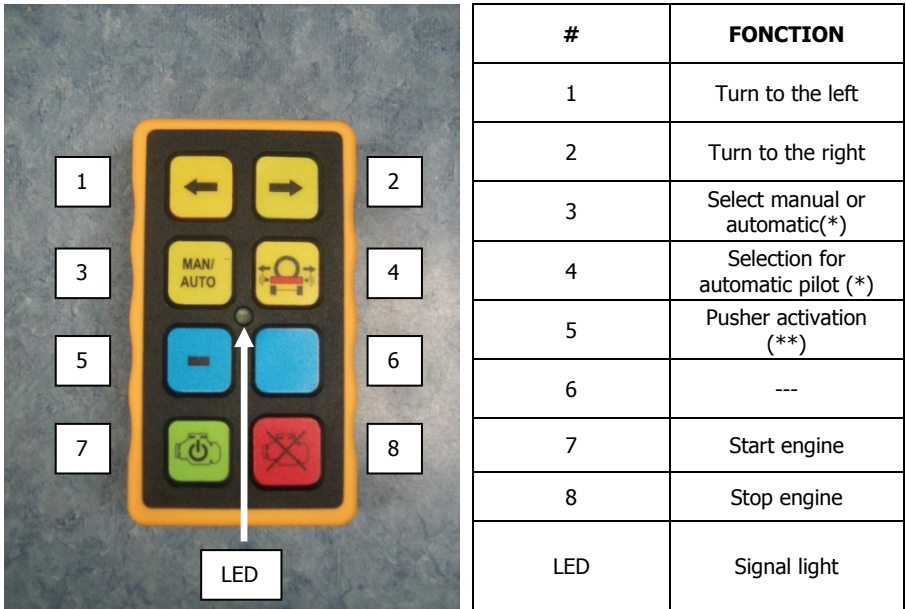 1
2
3
4
5
6
7
8
MAN/
AUTO
LED
# FONCTION
1 Turn to the left
2 Turn to the right
3 Select manual or
automatic(*)
4 Selection for
automatic pilot (*)
5 Pusher activation
(**)
6 ---
7 Start engine
8 Stop engine
LED Signal light